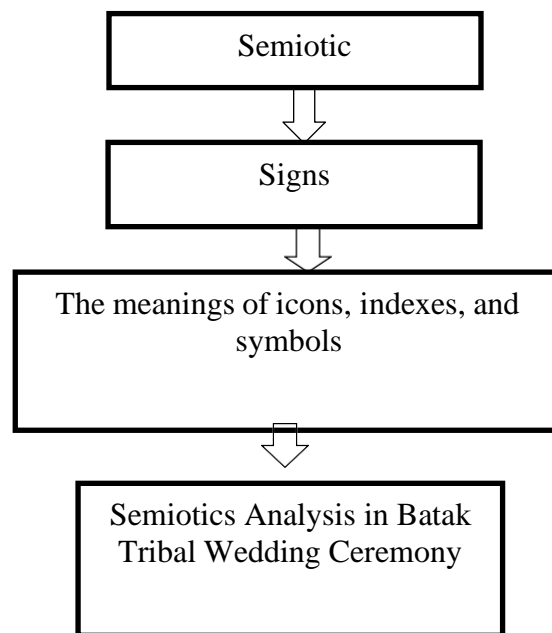 Semiotic
Signs
The meanings of icons, indexes, and
symbols
Semiotics Analysis in Batak
Tribal Wedding Ceremony